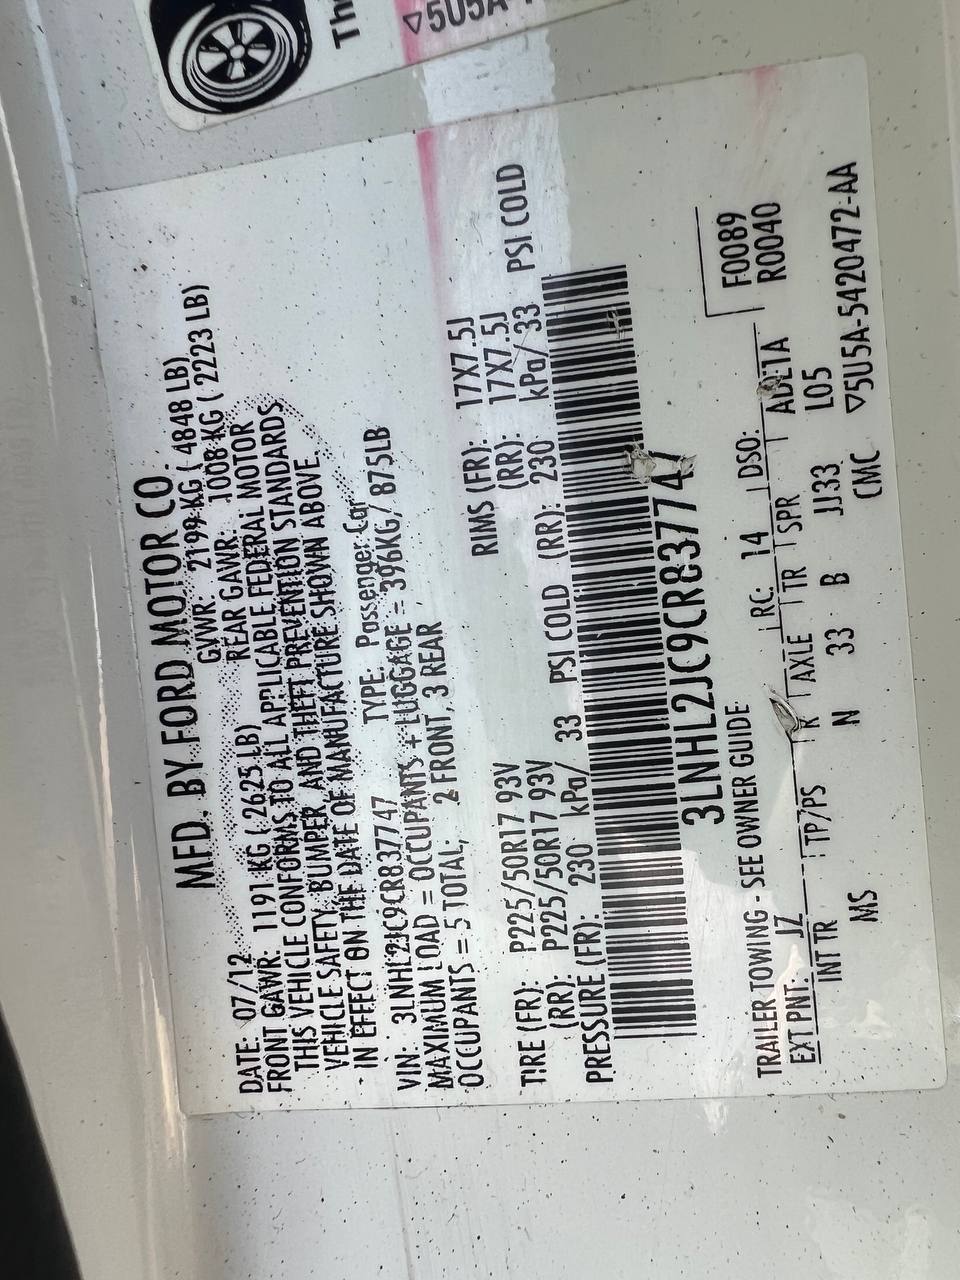 MFD. BY FORD MOTOR CO.
DATE: 07/12 GVWR: 2199 KG ( 4848 LB)
FRONT GAWR: 1191 KG ( 2625 LB) REAR GAWR: 1008 KG ( 2223 LB)
THIS VEHICLE CONFORMS TO ALL APPLICABLE FEDERAL MOTOR
VEHICLE SAFETY, BUMPER, AND THEFT PREVENTION STANDARDS
IN EFFECT ON THE DATE OF MANUFACTURE SHOWN ABOVE.
VIN: 3LNHL2JC9CR837747 TYPE: Passenger Car
MAXIMUM LOAD = OCCUPANTS + LUGGAGE = 396KG/ 875LB
OCCUPANTS = 5 TOTAL, 2 FRONT, 3 REAR
TIRE (FR): P225/50R17 93V RIMS (FR): 17X7.5J
(RR): P225/50R17 93V (RR): 17X7.5J
PRESSURE (FR): 230 kPa/ 33 PSI COLD (RR): 230 kPa/ 33 PSI COLD
3LNHL2JC9CR837747
TRAILER TOWING - SEE OWNER GUIDE
F0089
R0040
EXT PNT: JZ RC: 14 DSO:
INT TR TP/PS R AXLE TR SPR
MS N 33 B JJ33 L05
CMC ▽5U5A-5420472-AA
▽5U5A